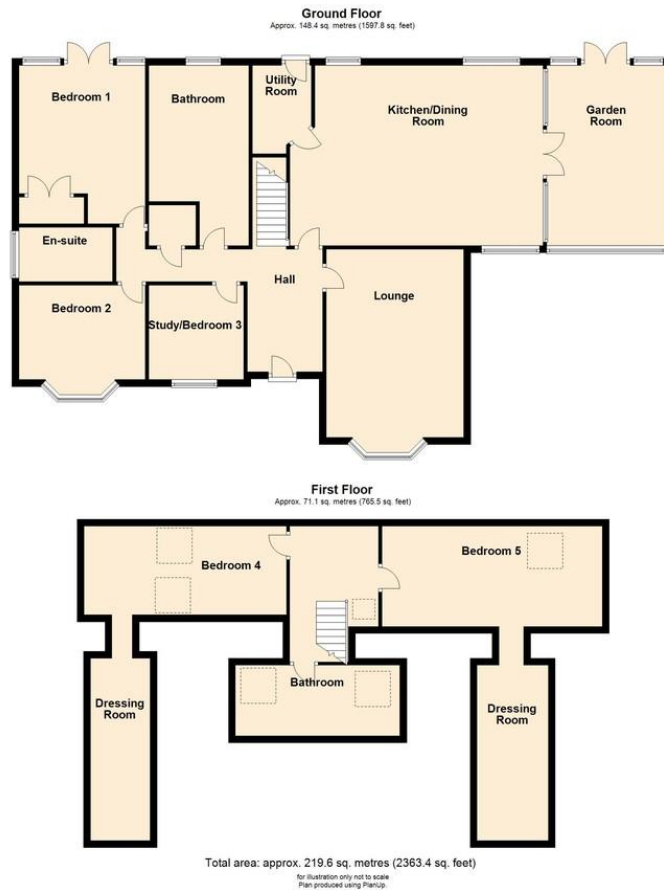 Ground Floor
Approx. 148.4 sq. metres (1597.8 sq. feet)
Bedroom 1
Bathroom
Utility
Room
Kitchen/Dining
Room
Garden
Room
En-suite
Bedroom 2
Study/Bedroom 3
Hall
Lounge
First Floor
Approx. 71.1 sq. metres (765.5 sq. feet)
Bedroom 4
Bedroom 5
Bathroom
Dressing
Room
Dressing
Room
Total area: approx. 219.6 sq. metres (2363.4 sq. feet)
for illustration only not to scale
Plan produced using PlanUp.